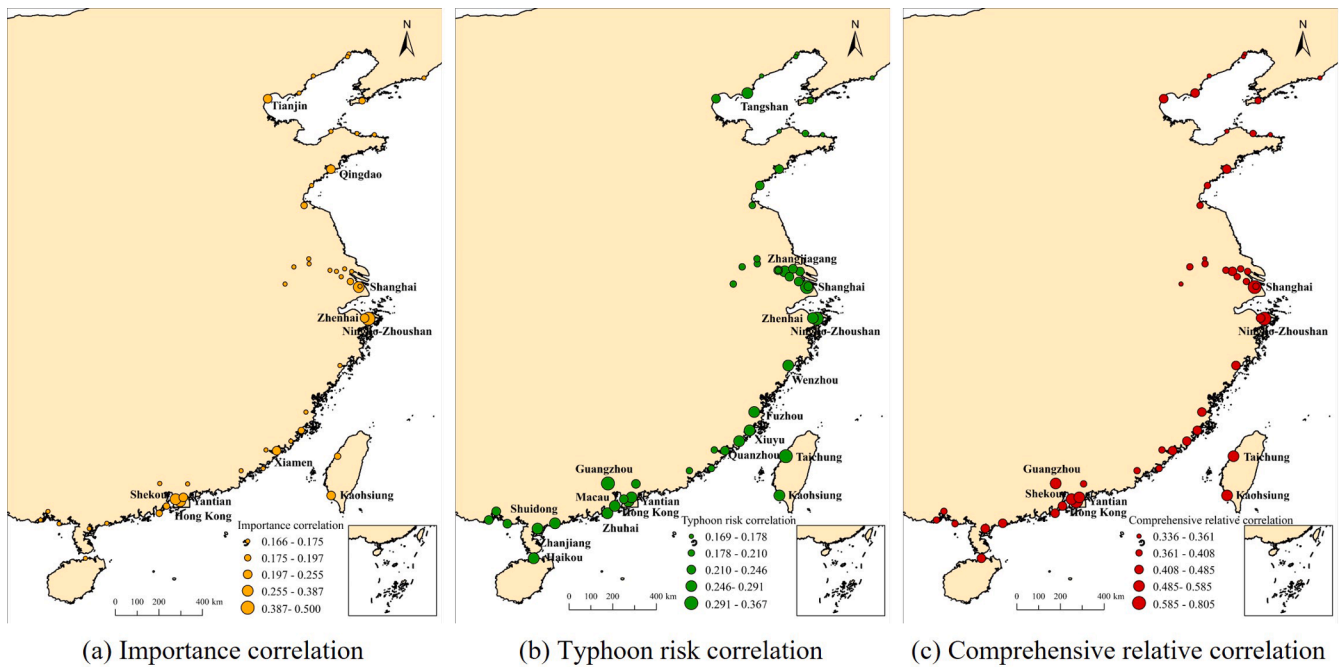 N
Tianjin
Qingdao
Shanghai
Zhenhai
Ningbo-Zhoushan
Xiamen
Shekou
Yantian
Hong Kong
Kaohsiung
Importance correlation
0.166 - 0.175
0.175 - 0.197
0.197 - 0.255
0.255 - 0.387
0.387- 0.500
0 200 400 km
(a) Importance correlation
N
Tangshan
Zhangjiagang
Shanghai
Zhenhai
Ningbo-Zhoushan
Wenzhou
Fuzhou
Xiuyu
Quanzhou
Taichung
Guangzhou
Macau
Yantian
Kaohsiung
Hong Kong
Shuidong
Zhuhai
Zhanjiang
Haikou
Typhoon risk correlation
0.169 - 0.178
0.178 - 0.210
0.210 - 0.246
0.246 - 0.291
0.291 - 0.367
0 200 400 km
(b) Typhoon risk correlation
N
Shanghai
Ningbo-Zhoushan
Taichung
Guangzhou
Shekou
Yantian
Kaohsiung
Hong Kong
Comprehensive relative correlation
0.336 - 0.361
0.361 - 0.408
0.408 - 0.485
0.485 - 0.585
0.585 - 0.805
0 200 400 km
(c) Comprehensive relative correlation